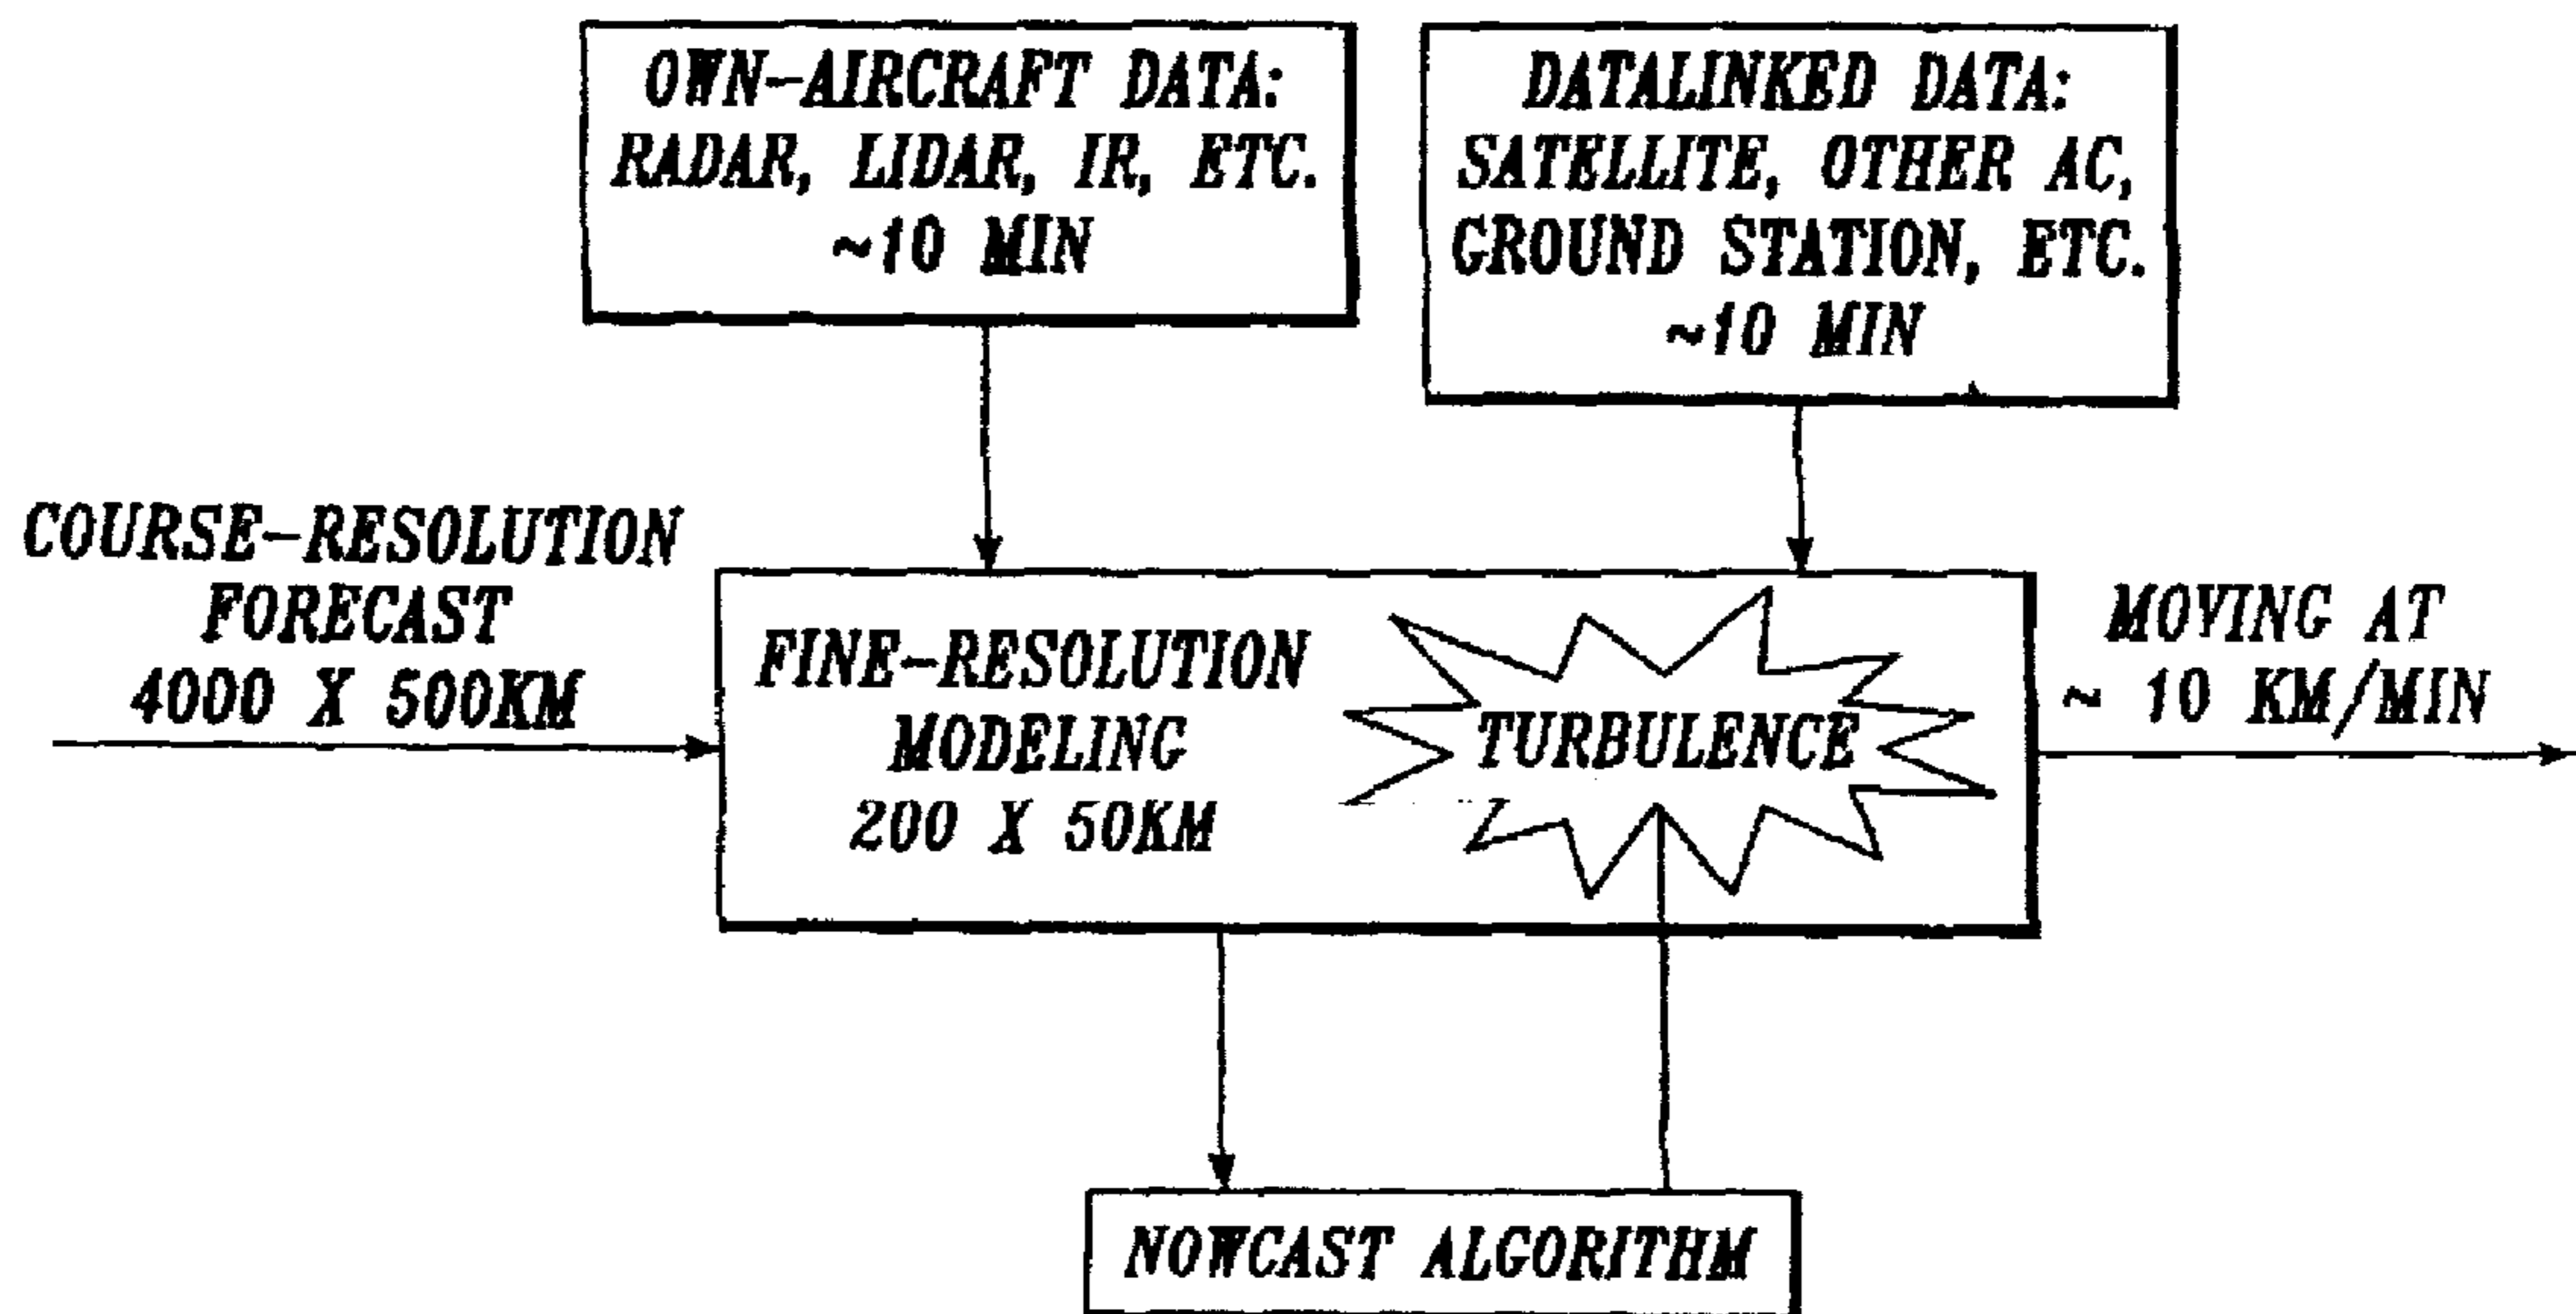 OWN-AIRCRAFT DATA:
RADAR, LIDAR, IR, ETC.
~10 MIN
DATALINKED DATA:
SATELLITE, OTHER AC,
GROUND STATION, ETC.
~10 MIN
COURSE-RESOLUTION
FORECAST
4000 X 500KM
FINE-RESOLUTION
MODELING
200 X 50KM
TURBULENCE
MOVING AT
~ 10 KM/MIN
NOWCAST ALGORITHM